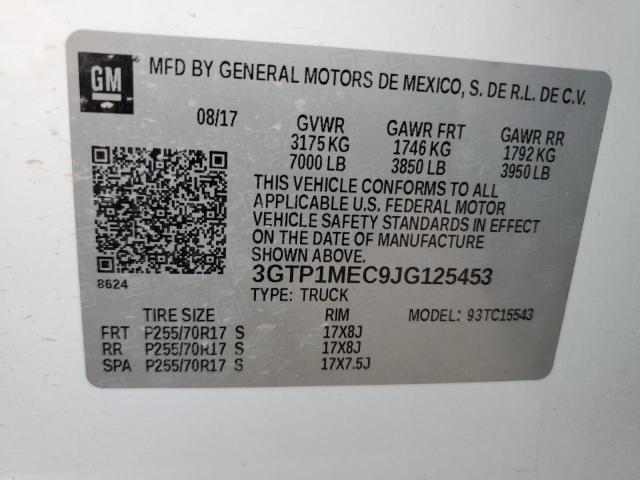 GM MFD BY GENERAL MOTORS DE MEXICO, S. DE R.L. DE C.V.
08/17 GVWR GAWR FRT GAWR RR
3175 KG 1746 KG 1792 KG
7000 LB 3850 LB 3950 LB
THIS VEHICLE CONFORMS TO ALL
APPLICABLE U.S. FEDERAL MOTOR
VEHICLE SAFETY STANDARDS IN EFFECT
ON THE DATE OF MANUFACTURE
SHOWN ABOVE.
8624 3GTP1MEC9JG125453
TYPE: TRUCK
TIRE SIZE RIM MODEL: 93TC15543
FRT P255/70R17 S 17X8J
RR P255/70R17 S 17X8J
SPA P255/70R17 S 17X7.5J